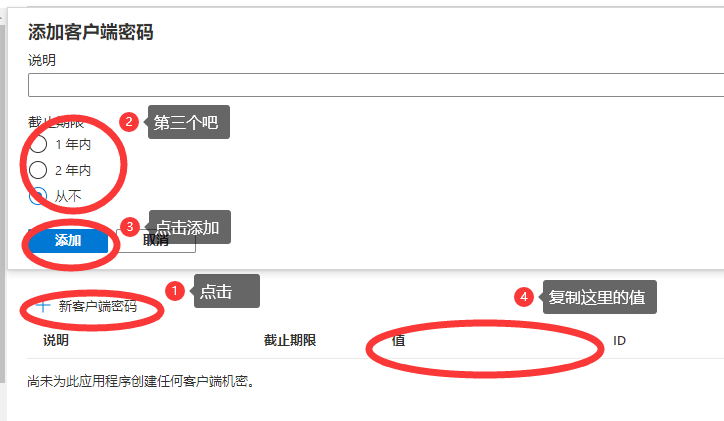 添加客户端密码
说明
截止期限
2 第三个吧
1 年内
2 年内
从不
3 点击添加
添加
取消
1 点击
4 复制这里的值
新客户端密码
说明 截止期限 值 ID
尚未为此应用程序创建任何客户端机密。